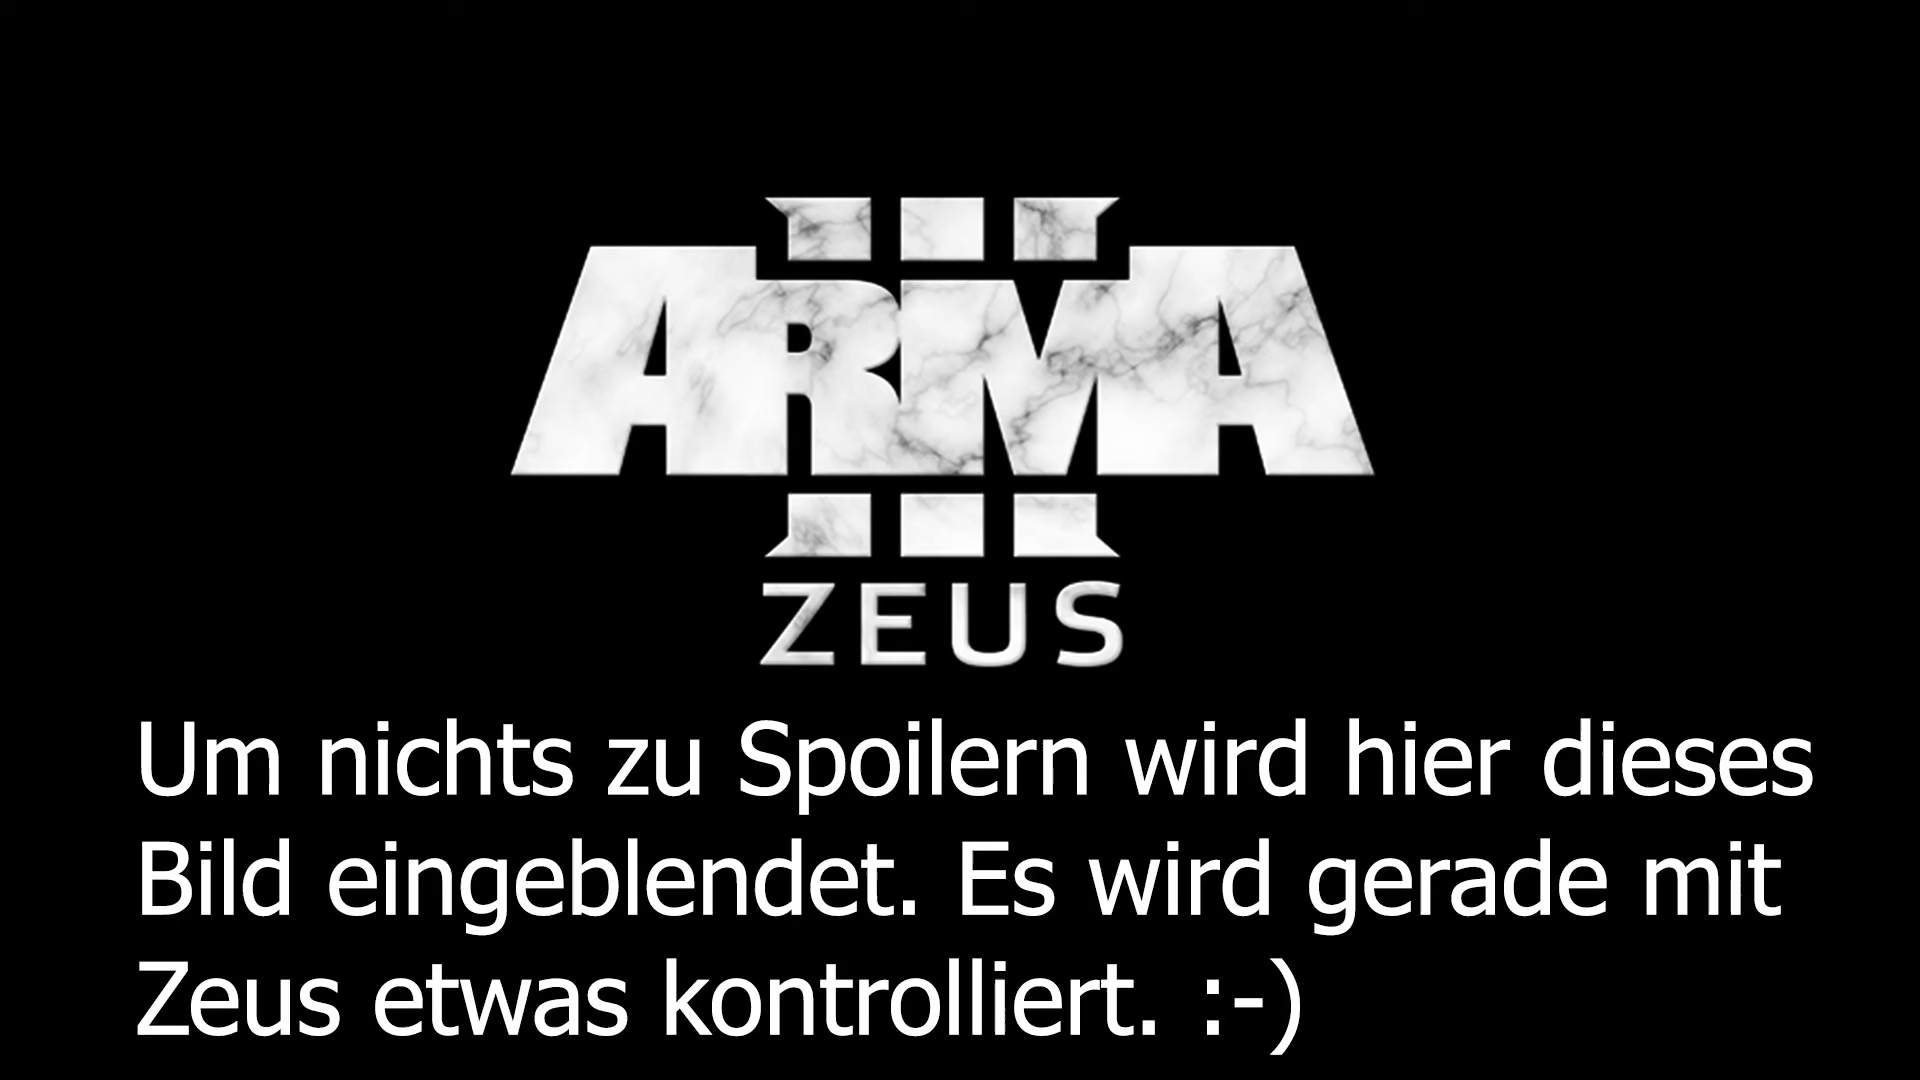 III
ARMA
ZEUS
Um nichts zu Spoilern wird hier dieses
Bild eingeblendet. Es wird gerade mit
Zeus etwas kontrolliert. :-)